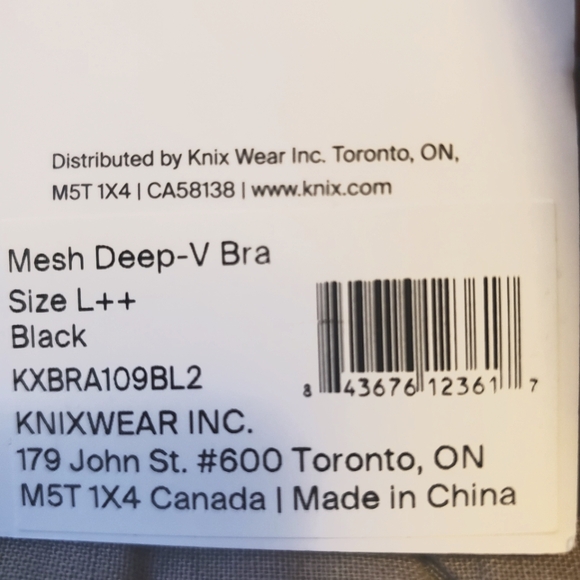 Distributed by Knix Wear Inc. Toronto, ON,
M5T 1X4 | CA58138 | www.knix.com
Mesh Deep-V Bra
Size L++
Black
KXBRA109BL2
8 43676 12361 7
KNIXWEAR INC.
179 John St. #600 Toronto, ON
M5T 1X4 Canada | Made in China